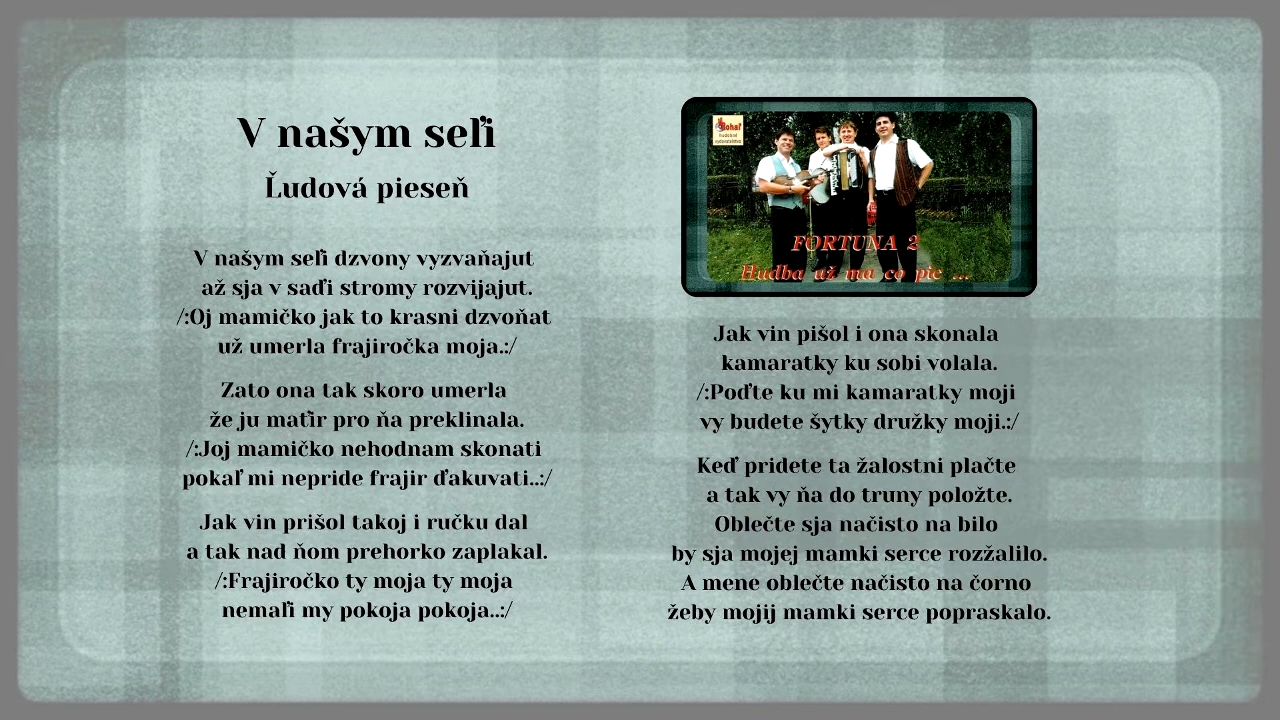 V našym seľi
Ľudová pieseň
V našym seľi dzvony vyzvaňajut
až sja v saďi stromy rozvijajut.
/:Oj mamičko jak to krasni dzvoňat
už umerla frajiročka moja.:/
Zato ona tak skoro umerla
že ju maťir pro ňa preklinala.
/:Joj mamičko nehodnam skonati
pokaľ mi nepride frajir ďakuvati..:/
Jak vin prišol takoj i ručku dal
a tak nad ňom prehorko zaplakal.
/:Frajiročko ty moja ty moja
nemaľi my pokoja pokoja..:/
Rohaľ
hudobné
vydavateľstvo
FORTUNA 2
Hudba už ma co pic ...
Jak vin pišol i ona skonala
kamaratky ku sobi volala.
/:Poďte ku mi kamaratky moji
vy budete šytky družky moji.:/
Keď pridete ta žalostni plačte
a tak vy ňa do truny položte.
Oblečte sja načisto na bilo
by sja mojej mamki serce rozžalilo.
A mene oblečte načisto na čorno
žeby mojij mamki serce popraskalo.